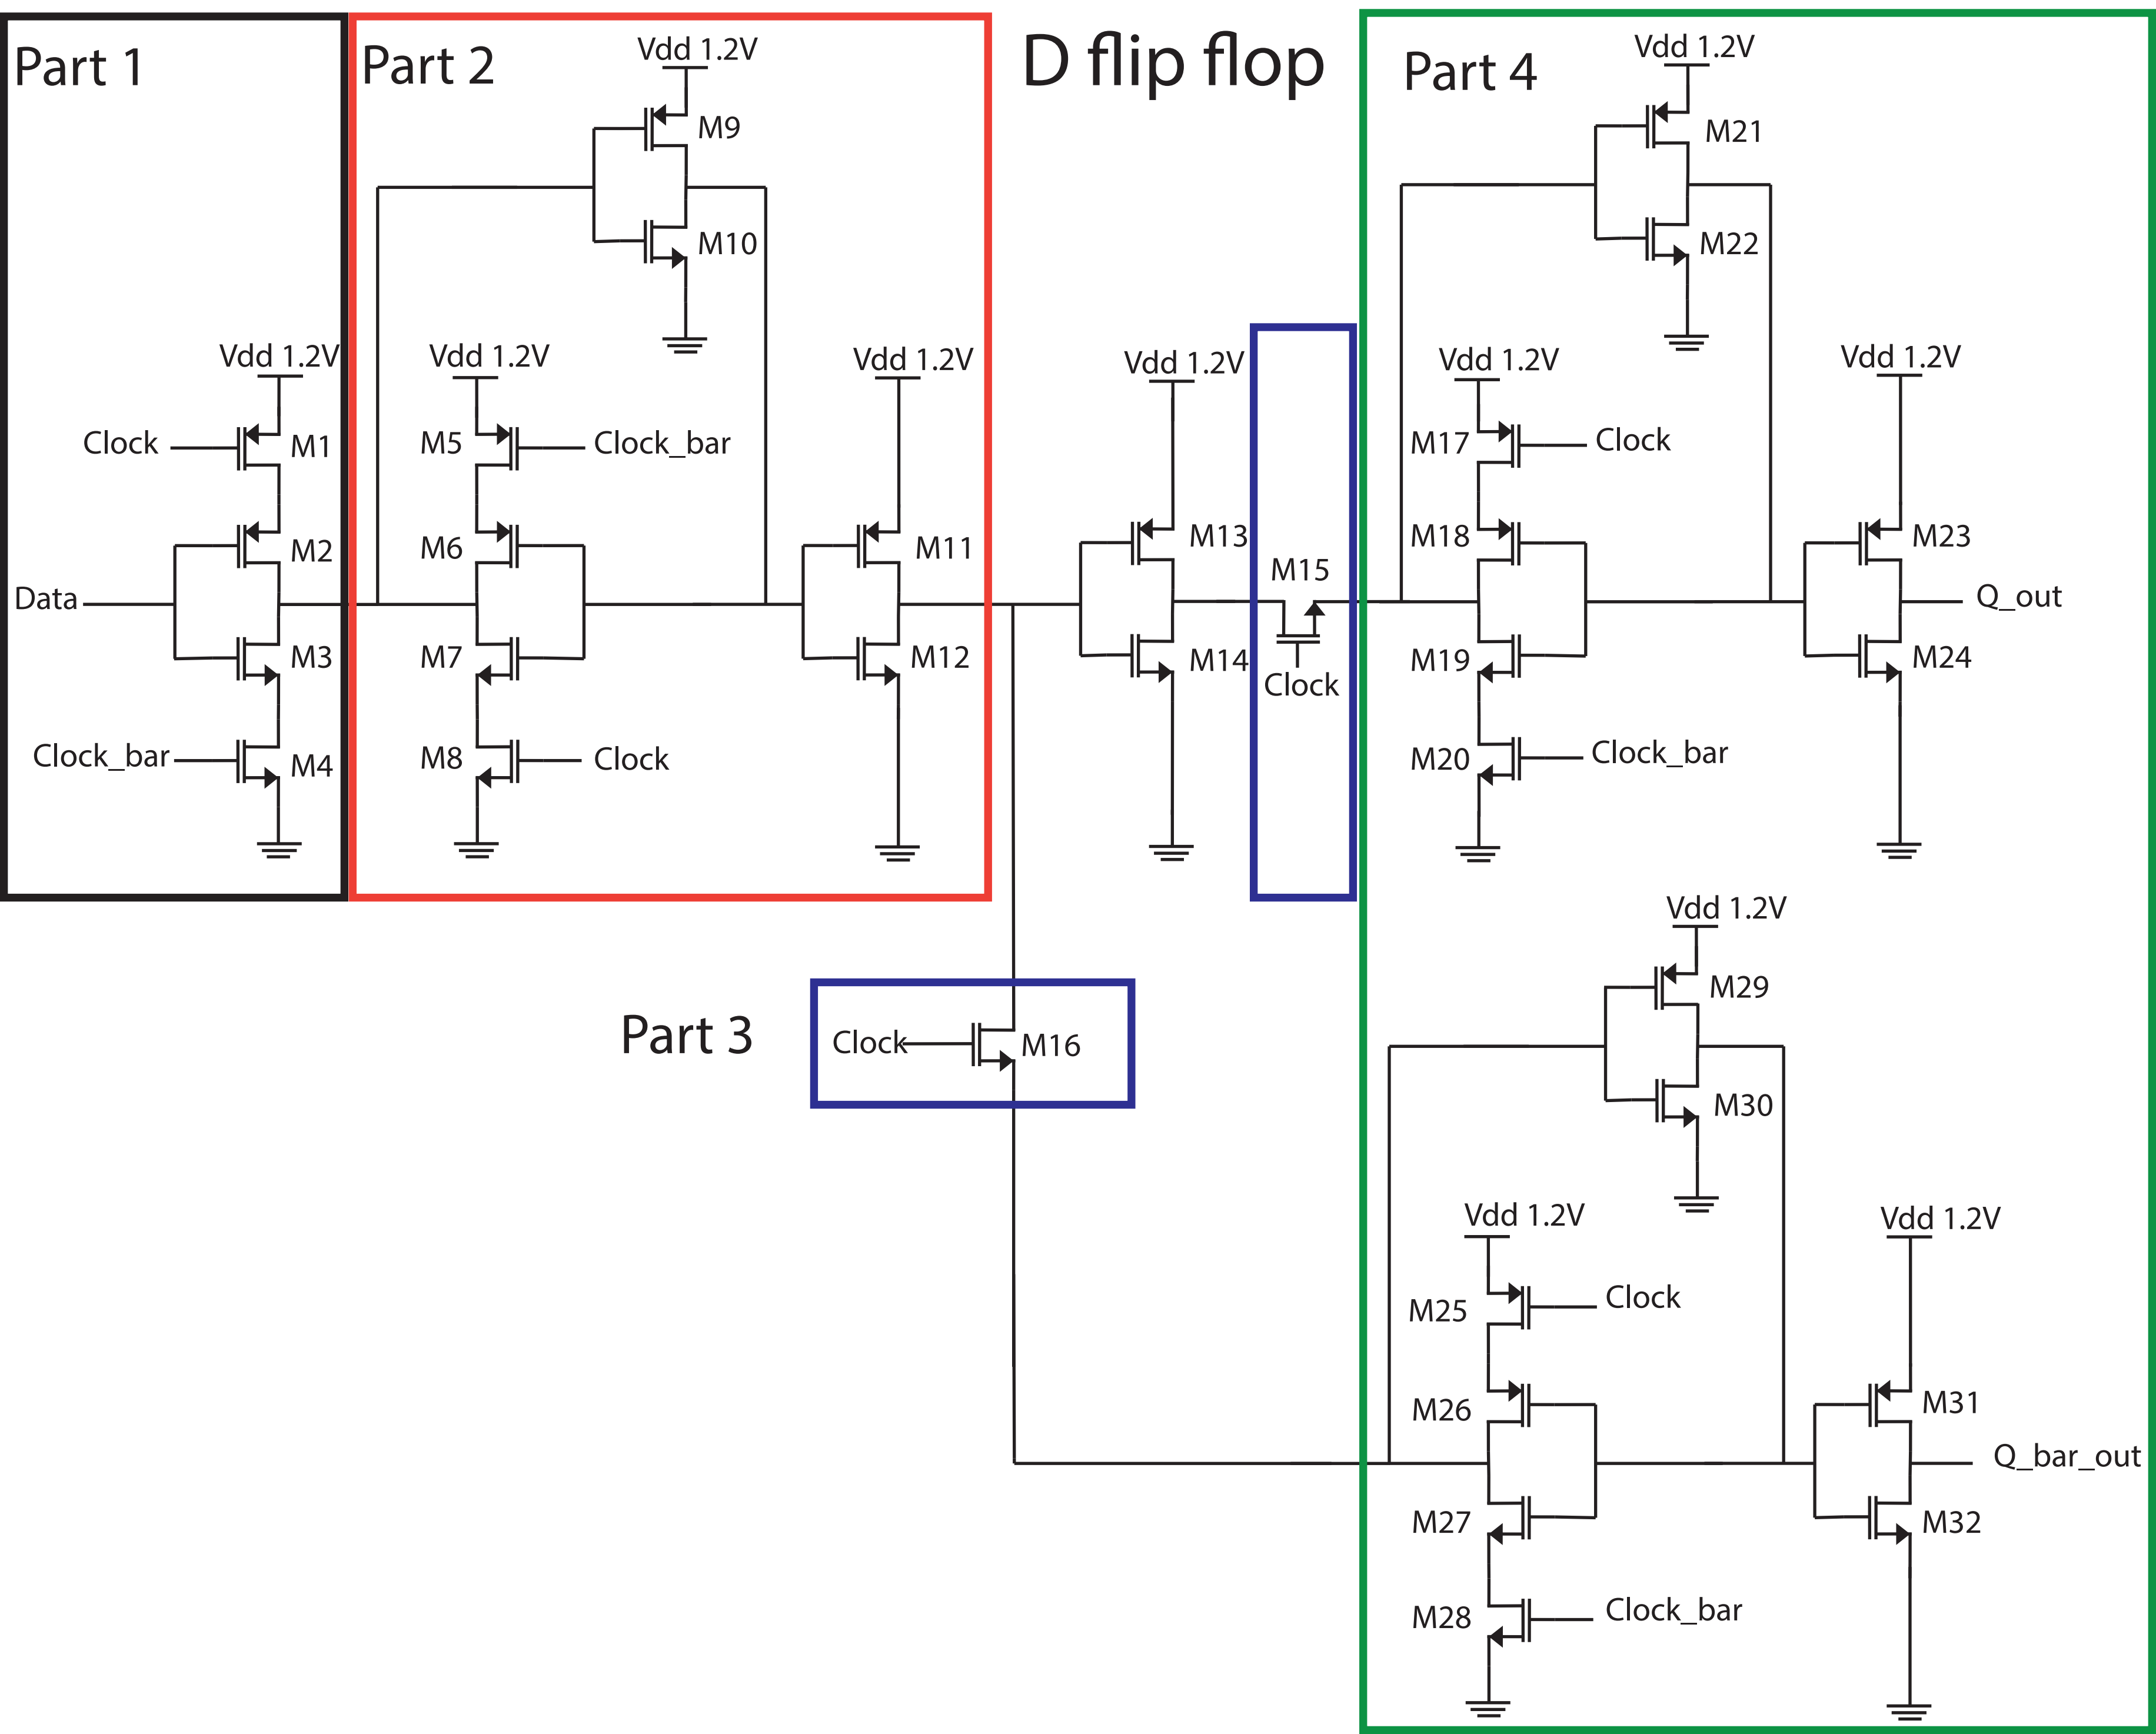 Part 1
Part 2
D flip flop
Part 4
Vdd 1.2V
M9
M10
Vdd 1.2V
M21
M22
Vdd 1.2V
Clock
M1
M2
Data
M3
Clock_bar
M4
Vdd 1.2V
M5
Clock_bar
M6
M7
M8
Clock
Vdd 1.2V
M11
M12
Vdd 1.2V
M13
M14
M15
Clock
Vdd 1.2V
M17
Clock
M18
M19
M20
Clock_bar
Vdd 1.2V
M23
Q_out
M24
Part 3
Clock
M16
Vdd 1.2V
M29
M30
Vdd 1.2V
M25
Clock
M26
M27
M28
Clock_bar
Vdd 1.2V
M31
Q_bar_out
M32